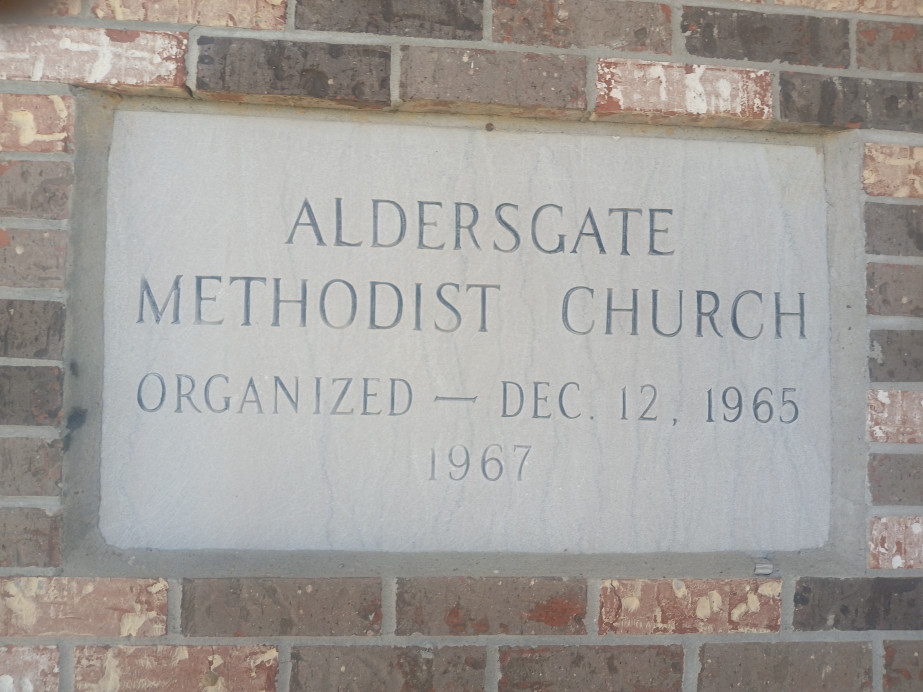 ALDERSGATE
METHODIST CHURCH
ORGANIZED — DEC. 12, 1965
1967